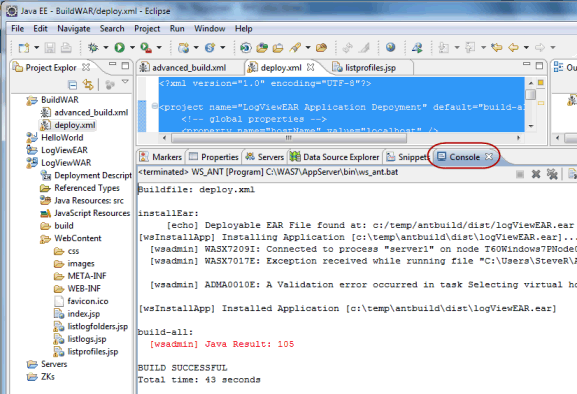 Java EE - BuildWAR/deploy.xml - Eclipse
File Edit Navigate Search Project Run Window Help
Project Explor
advanced_build.xml
deploy.xml
listprofiles.jsp
Ou
BuildWAR
advanced_build.xml
deploy.xml
HelloWorld
LogViewEAR
LogViewWAR
Deployment Descript
Referenced Types
Java Resources: src
JavaScript Resources
build
WebContent
css
images
META-INF
WEB-INF
favicon.ico
index.jsp
listlogfolders.jsp
listlogs.jsp
listprofiles.jsp
Servers
ZKs
<?xml version="1.0" encoding="UTF-8"?>
<project name="LogViewEAR Application Depoyment" default="build-a
<!-- global properties -->
<property name="hostName" value="localhost" />
Markers Properties Servers Data Source Explorer Snippets Console
<terminated> WS_ANT [Program] C:\WAS7\AppServer\bin\ws_ant.bat
Buildfile: deploy.xml
installEar:
[echo] Deployable EAR File found at: c:/temp/antbuild/dist/logViewEAR.ear
[wsInstallApp] Installing Application [c:\temp\antbuild\dist\logViewEAR.ear]...
[wsadmin] WASX7209I: Connected to process "server1" on node T60Windows7PNode0
[wsadmin] WASX7017E: Exception received while running file "C:\Users\SteveR\A
[wsadmin] ADMA0010E: A Validation error occurred in task Selecting virtual ho
[wsInstallApp] Installed Application [c:\temp\antbuild\dist\logViewEAR.ear]
build-all:
[wsadmin] Java Result: 105
BUILD SUCCESSFUL
Total time: 43 seconds